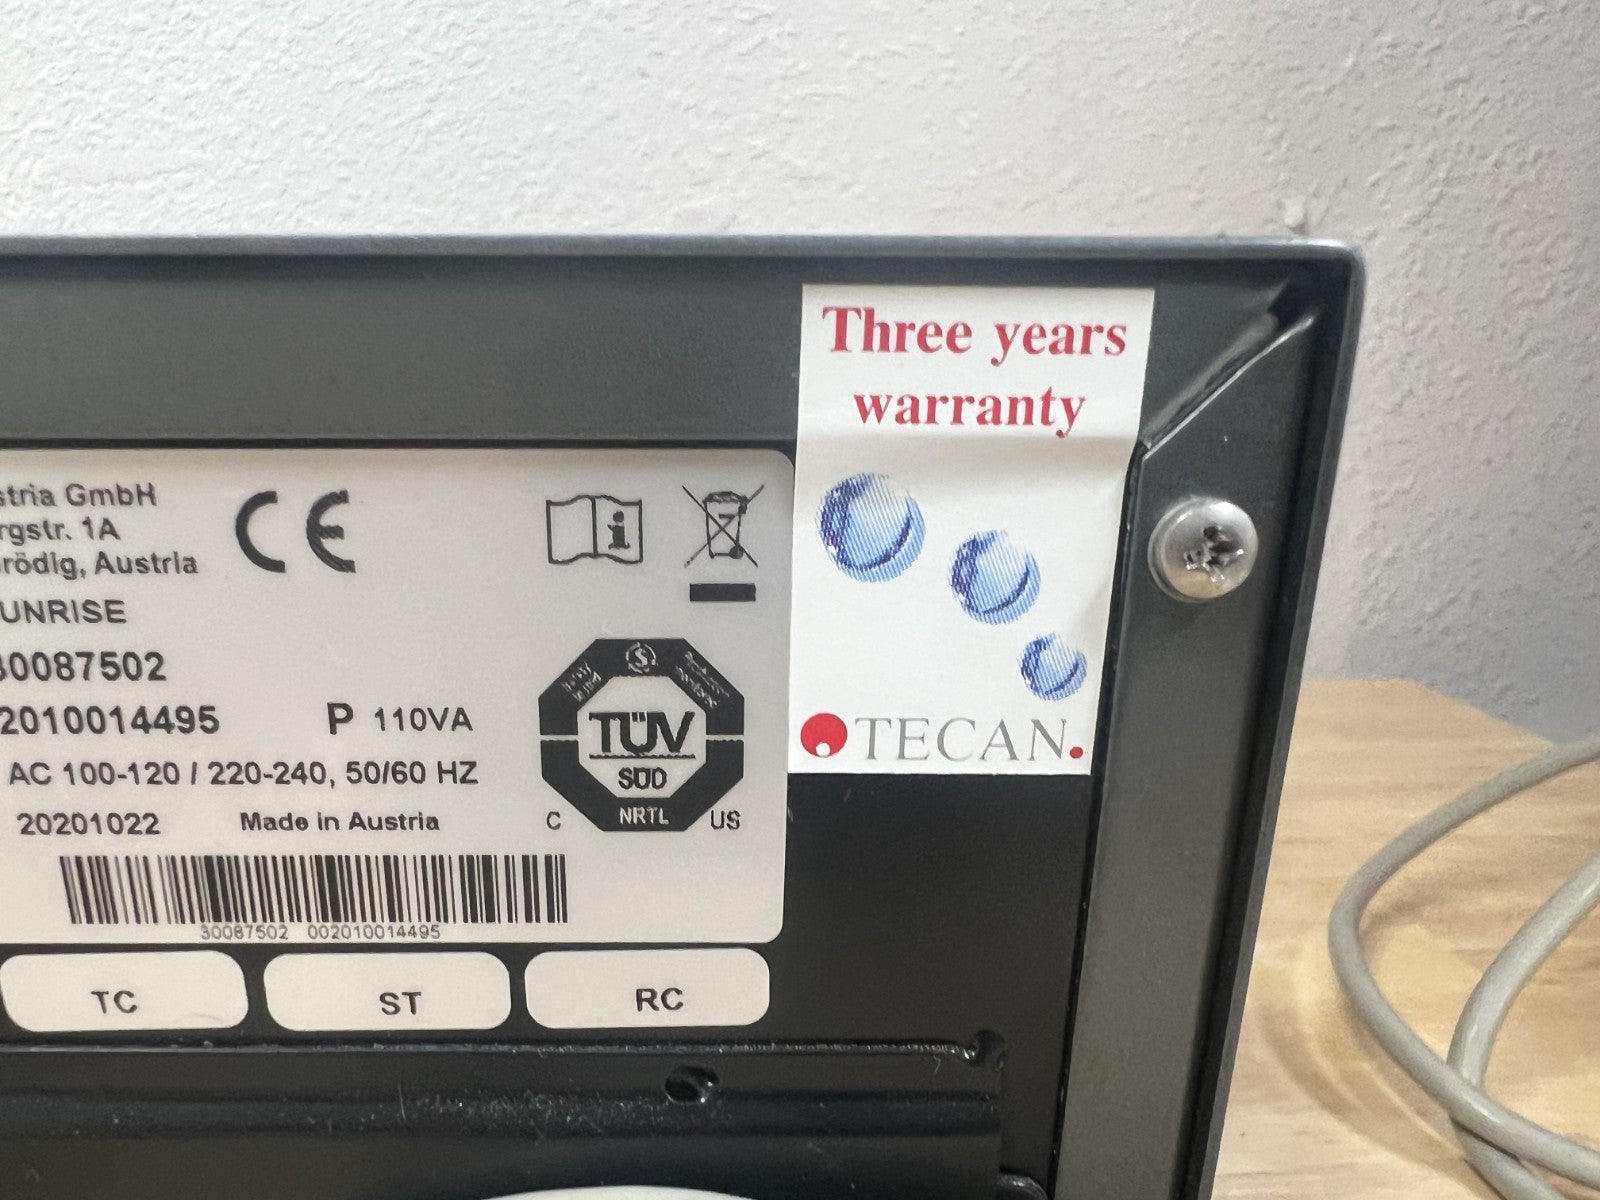 Three years
warranty
TECAN.
stria GmbH
rgstr. 1A
rödig, Austria
CE
i
UNRISE
30087502
2010014495
P 110VA
AC 100-120 / 220-240, 50/60 HZ
20201022 Made in Austria
TÜV
SÜD
NRTL
C US
30087502 002010014495
TC ST RC